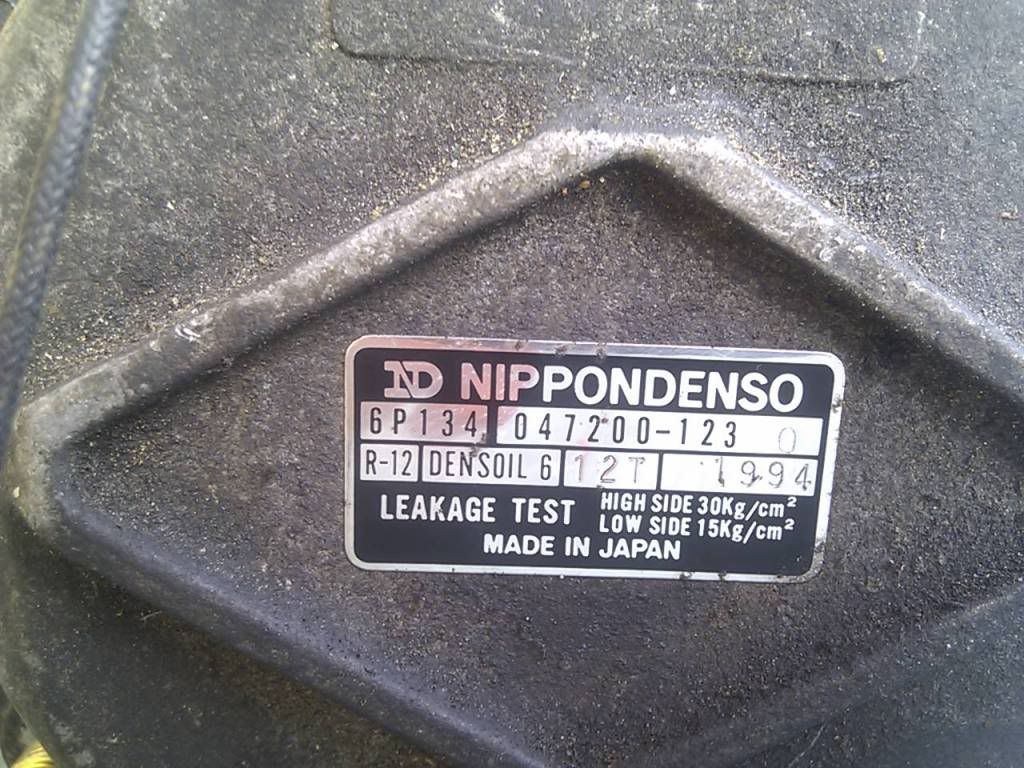 ND NIPPONDENSO
6P134 047200-123 0
R-12 DENSOIL 6 12T 1994
LEAKAGE TEST HIGH SIDE 30Kg/cm²
LOW SIDE 15Kg/cm²
MADE IN JAPAN